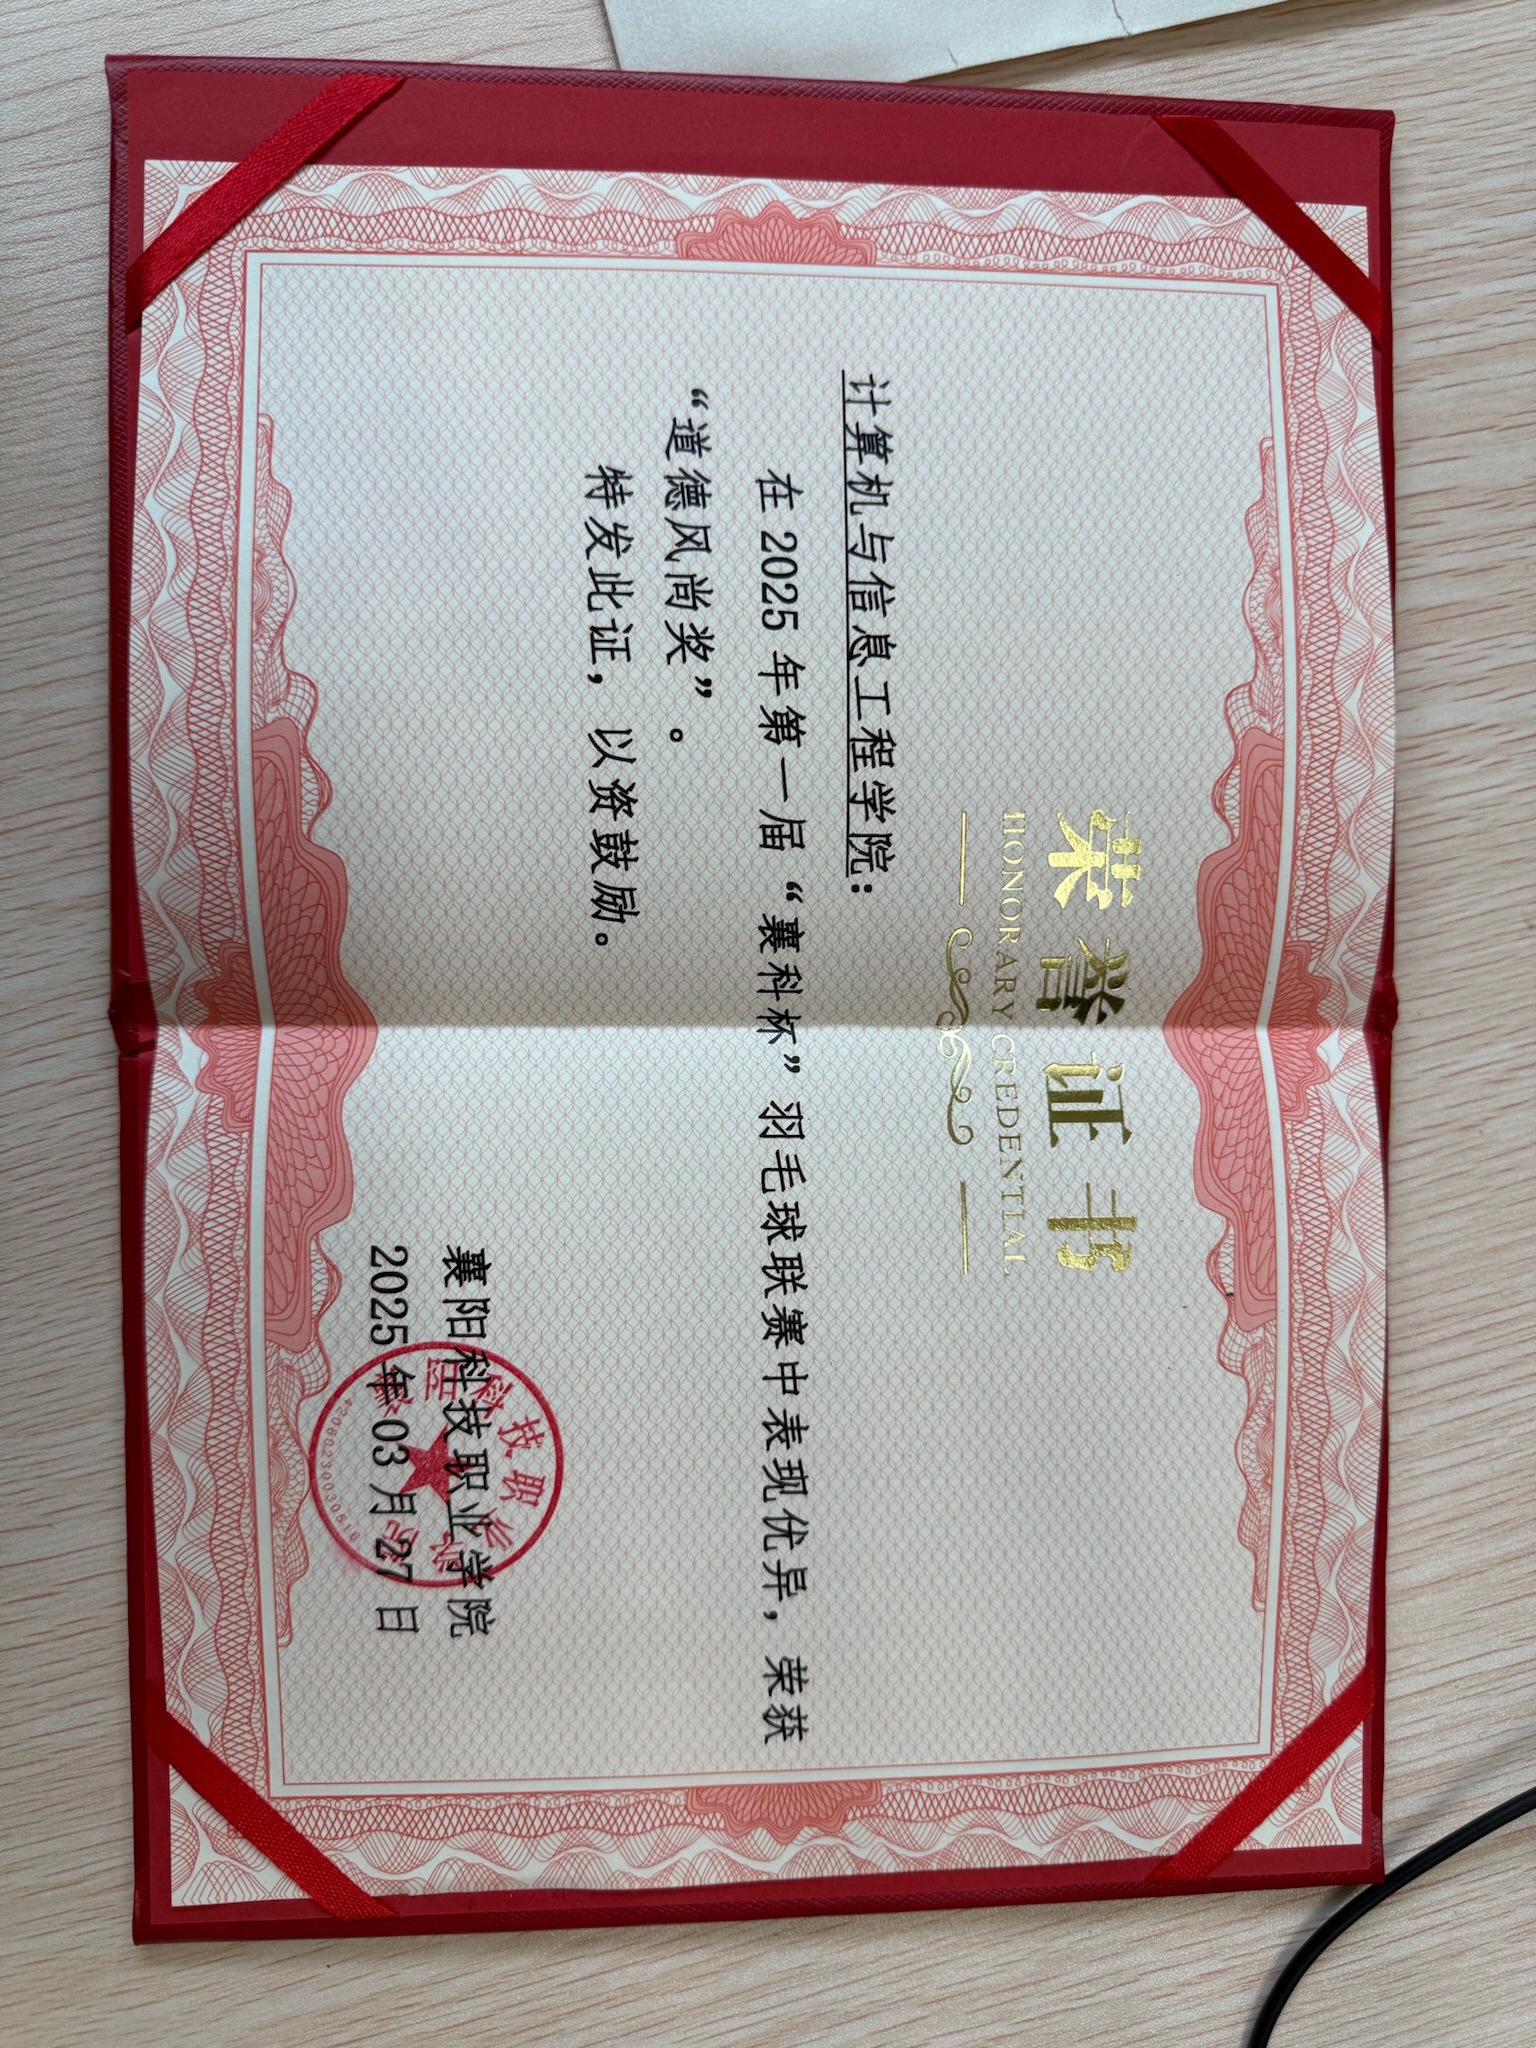 荣誉证书
HONORARY CREDENTIAL
计算机与信息工程学院:
在2025年第一届“襄科杯”羽毛球联赛中表现优异，荣获
“道德风尚奖”。
特发此证，以资鼓励。
襄阳科技职业学院
2025年03月27日